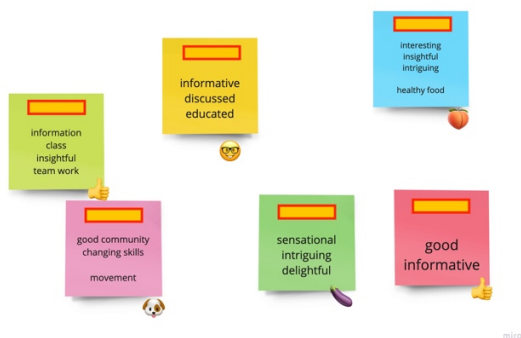 interesting
insightful
intriguing
healthy food
informative
discussed
educated
information
class
insightful
team work
good community
changing skills
movement
sensational
intriguing
delightful
good
informative
miro